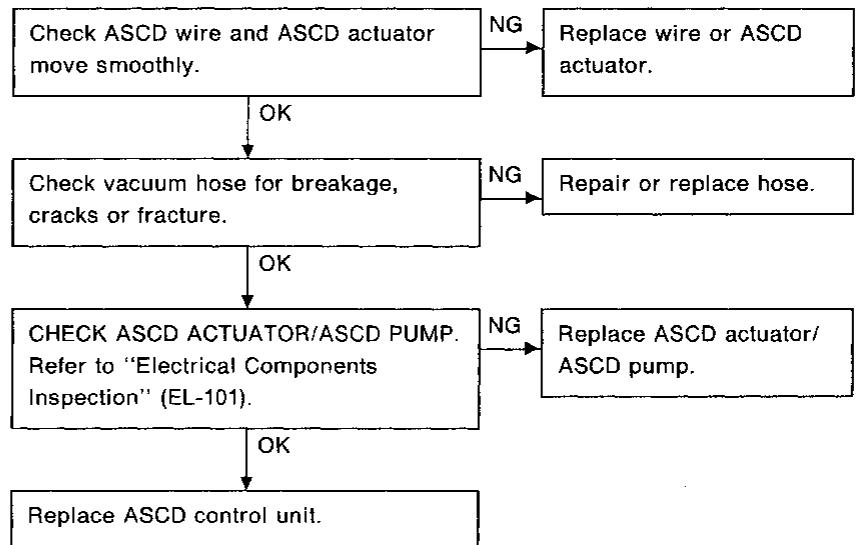 Check ASCD wire and ASCD actuator
move smoothly.
NG
Replace wire or ASCD
actuator.
OK
Check vacuum hose for breakage,
cracks or fracture.
NG
Repair or replace hose.
OK
CHECK ASCD ACTUATOR/ASCD PUMP.
Refer to "Electrical Components
Inspection" (EL-101).
NG
Replace ASCD actuator/
ASCD pump.
OK
Replace ASCD control unit.